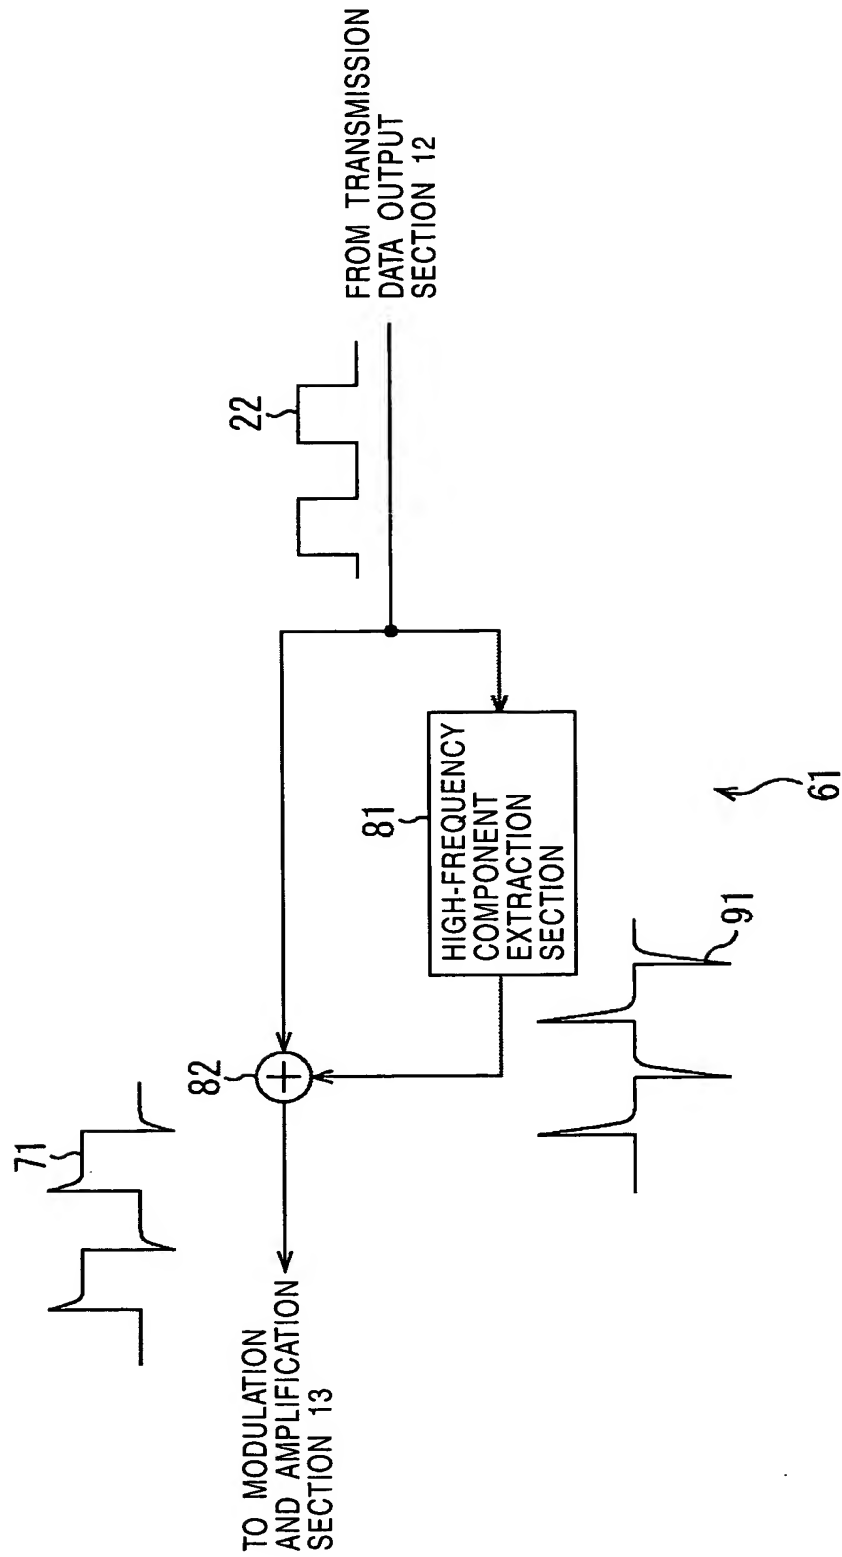 71
TO MODULATION
AND AMPLIFICATION
SECTION 13
82
+
91
81
HIGH-FREQUENCY
COMPONENT
EXTRACTION
SECTION
61
22
FROM TRANSMISSION
DATA OUTPUT
SECTION 12